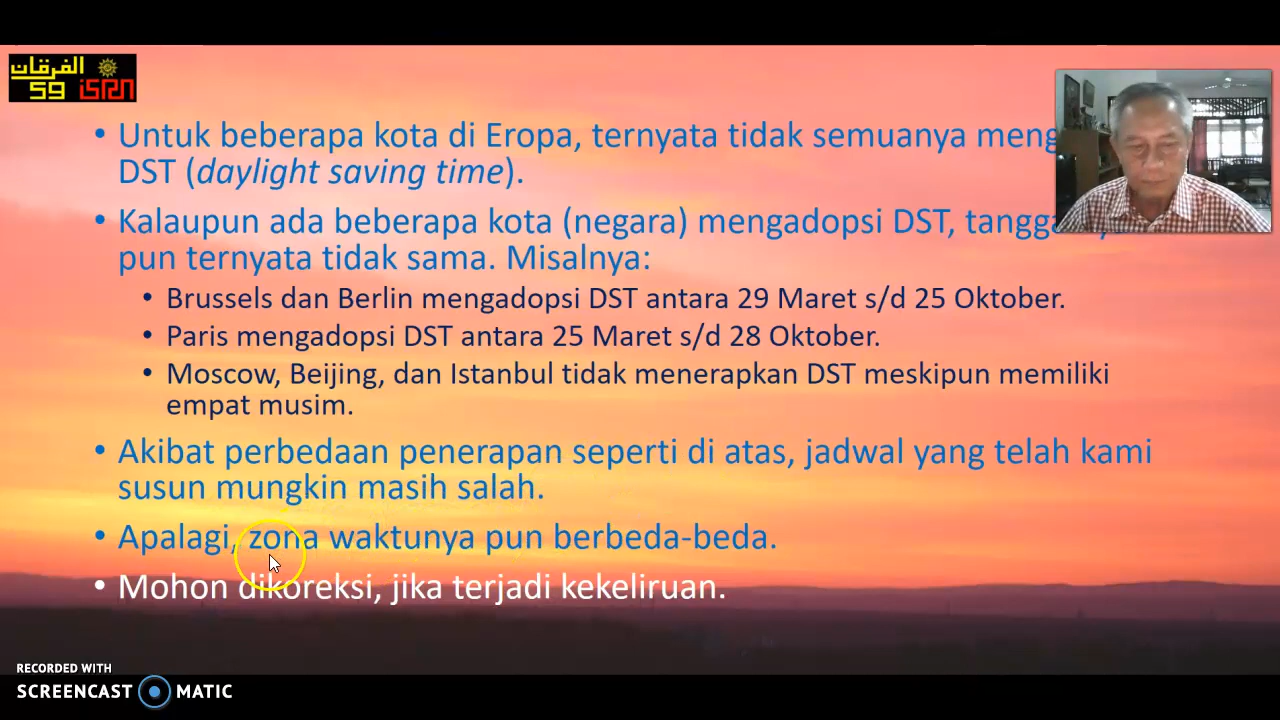 الفرقان
59 isrn
• Untuk beberapa kota di Eropa, ternyata tidak semuanya
DST (daylight saving time).
• Kalaupun ada beberapa kota (negara) mengadopsi DST,
pun ternyata tidak sama. Misalnya:
• Brussels dan Berlin mengadopsi DST antara 29 Maret s/d 25 Oktober.
• Paris mengadopsi DST antara 25 Maret s/d 28 Oktober.
• Moscow, Beijing, dan Istanbul tidak menerapkan DST meskipun memiliki
empat musim.
• Akibat perbedaan penerapan seperti di atas, jadwal yang telah kami
susun mungkin masih salah.
• Apalagi, zona waktunya pun berbeda-beda.
• Mohon dikoreksi, jika terjadi kekeliruan.
RECORDED WITH
SCREENCAST MATIC